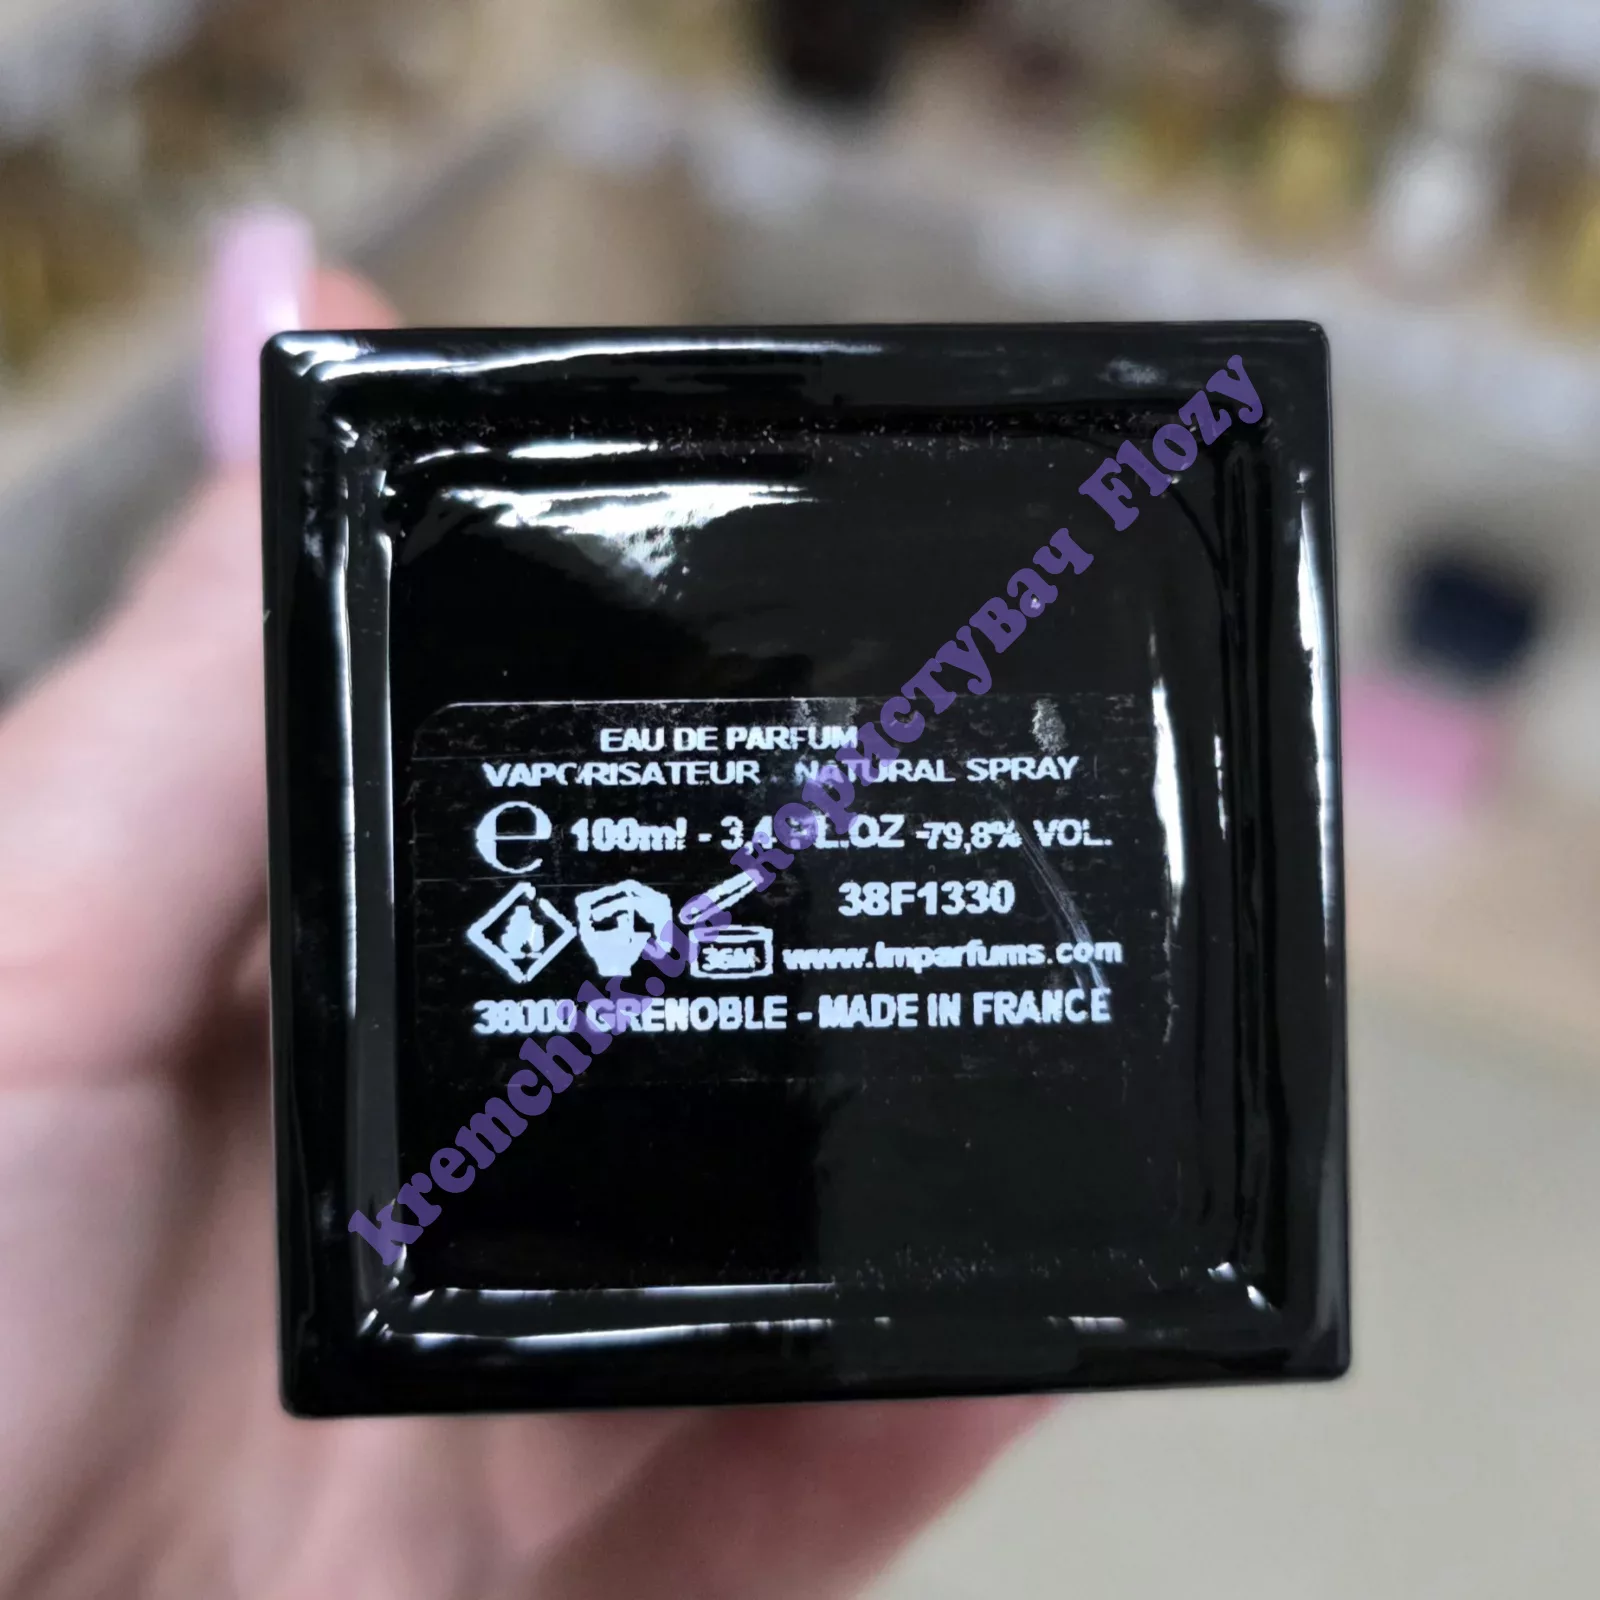 EAU DE PARFUM
VAPORISATEUR NATURAL SPRAY
e 100ml - 3,4 FL.OZ -79,8% VOL.
38F1330
36M www.lmparfums.com
38000 GRENOBLE - MADE IN FRANCE
kremchik.ua користувач Flozy